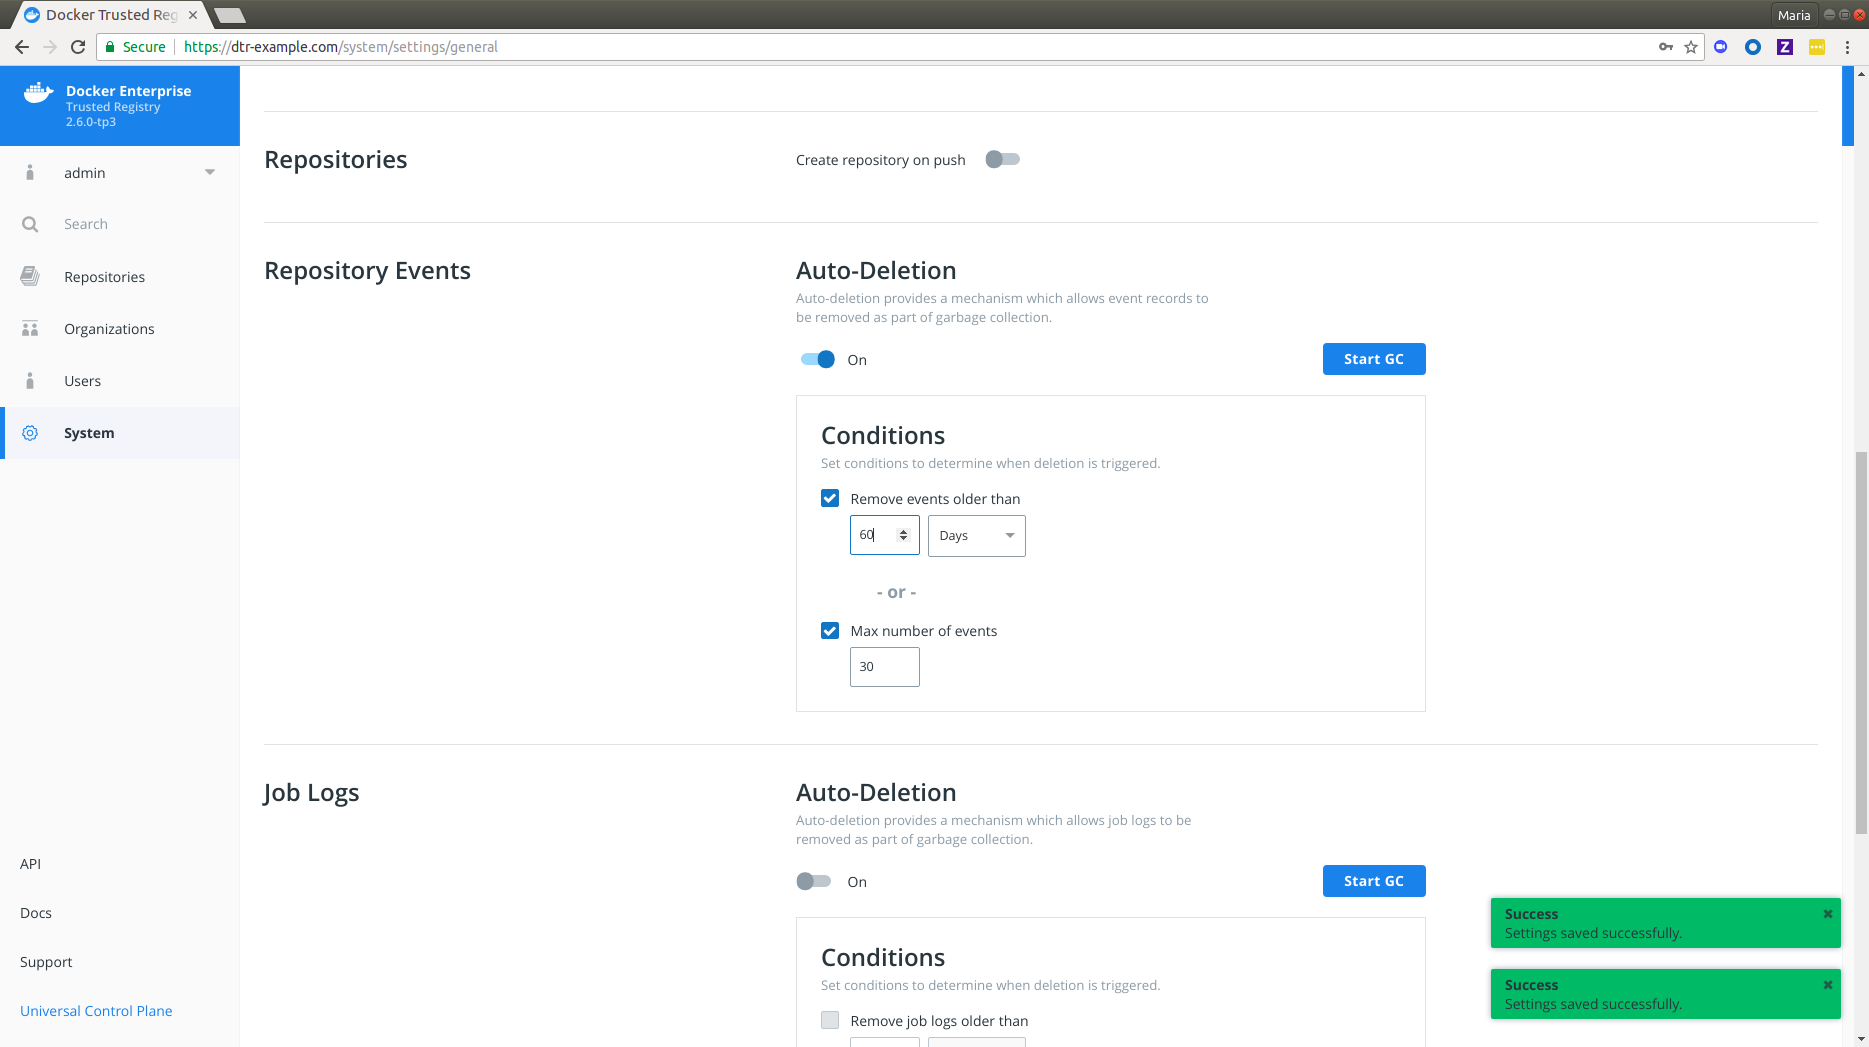 Docker Trusted Reg
Maria
Secure
https://dtr-example.com/system/settings/general
Z
Docker Enterprise
Trusted Registry
2.6.0-tp3
admin
Search
Repositories
Organizations
Users
System
API
Docs
Support
Universal Control Plane
Repositories
Create repository on push
Repository Events
Auto-Deletion
Auto-deletion provides a mechanism which allows event records to
be removed as part of garbage collection.
On
Start GC
Conditions
Set conditions to determine when deletion is triggered.
Remove events older than
60
Days
- or -
Max number of events
30
Job Logs
Auto-Deletion
Auto-deletion provides a mechanism which allows job logs to be
removed as part of garbage collection.
On
Start GC
Conditions
Set conditions to determine when deletion is triggered.
Remove job logs older than
Success
Settings saved successfully.
Success
Settings saved successfully.